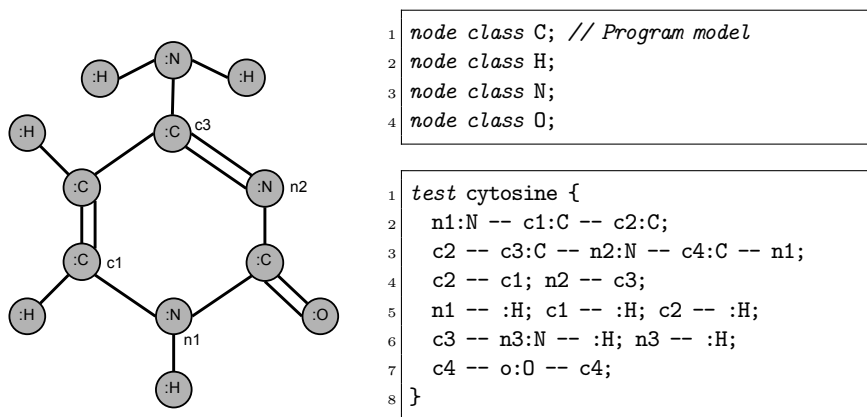 :N
:H
:H
:C
c3
:H
:C
:N
n2
:C
c1
:C
:H
:N
n1
:O
:H
1 node class C; // Program model
2 node class H;
3 node class N;
4 node class O;
1 test cytosine {
2 n1:N -- c1:C -- c2:C;
3 c2 -- c3:C -- n2:N -- c4:C -- n1;
4 c2 -- c1; n2 -- c3;
5 n1 -- :H; c1 -- :H; c2 -- :H;
6 c3 -- n3:N -- :H; n3 -- :H;
7 c4 -- o:O -- c4;
8 }